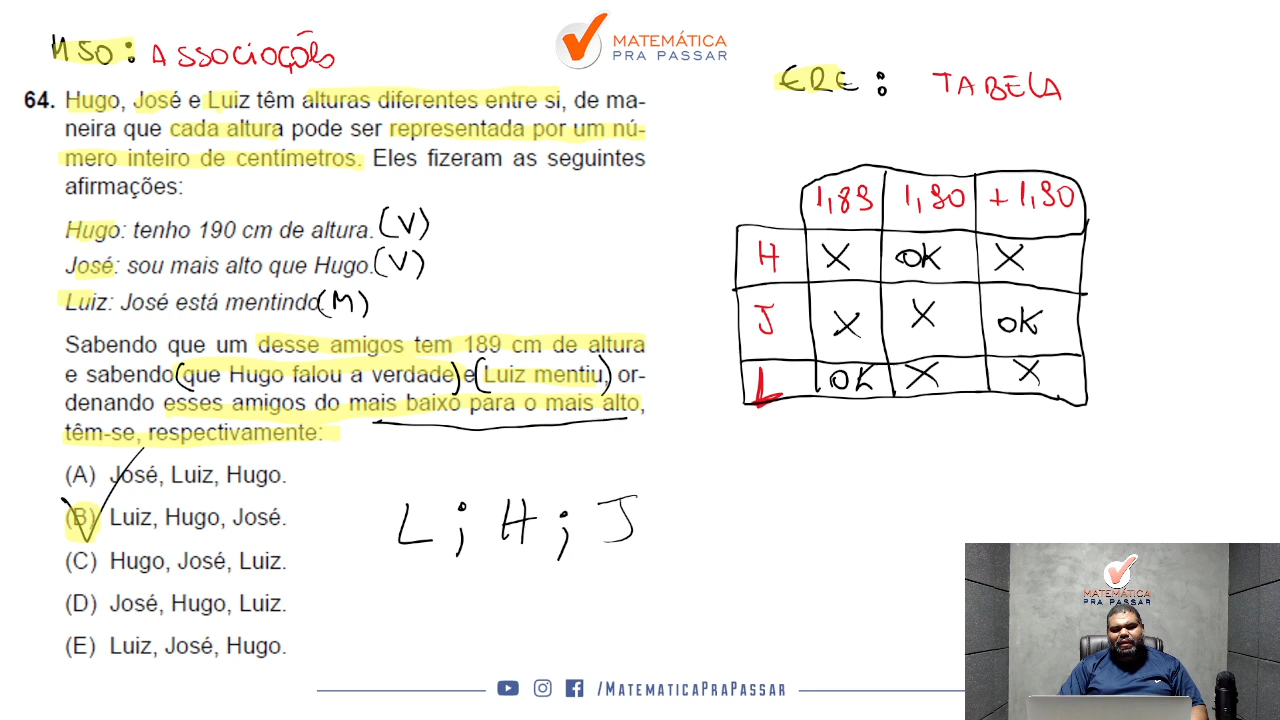 MSO: ASSOCIAÇÕES
MATEMÁTICA
PRA PASSAR
ERE: TABELA
64. Hugo, José e Luiz têm alturas diferentes entre si, de ma-
neira que cada altura pode ser representada por um nú-
mero inteiro de centímetros. Eles fizeram as seguintes
afirmações:
Hugo: tenho 190 cm de altura. (V)
José: sou mais alto que Hugo. (V)
Luiz: José está mentindo (M)
Sabendo que um desse amigos tem 189 cm de altura
e sabendo (que Hugo falou a verdade) e (Luiz mentiu,) or-
denando esses amigos do mais baixo para o mais alto,
têm-se, respectivamente:
(A) José, Luiz, Hugo.
(B) Luiz, Hugo, José.
(C) Hugo, José, Luiz.
(D) José, Hugo, Luiz.
(E) Luiz, José, Hugo.
L ; H ; J
1,89 1,90 +1,90
H X OK X
J X X OK
L OK X X
MATEMÁTICA
PRA PASSAR
/MATEMATICAPRAPASSAR